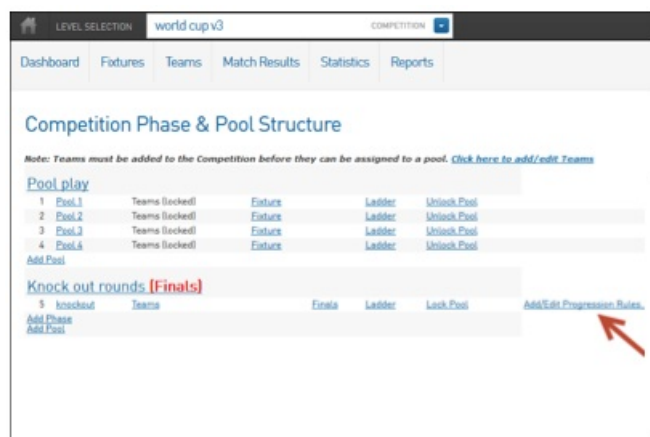 LEVEL SELECTION world cup v3 COMPETITION
Dashboard Fixtures Teams Match Results Statistics Reports
Competition Phase & Pool Structure
Note: Teams must be added to the Competition before they can be assigned to a pool. Click here to add/edit Teams
Pool play
1 Pool 1 Teams (locked) Fixture Ladder Unlock Pool
2 Pool 2 Teams (locked) Fixture Ladder Unlock Pool
3 Pool 3 Teams (locked) Fixture Ladder Unlock Pool
4 Pool 4 Teams (locked) Fixture Ladder Unlock Pool
Add Pool
Knock out rounds (Finals)
5 knockout Teams Finals Ladder Lock Pool Add/Edit Progression Rules.
Add Phase
Add Pool